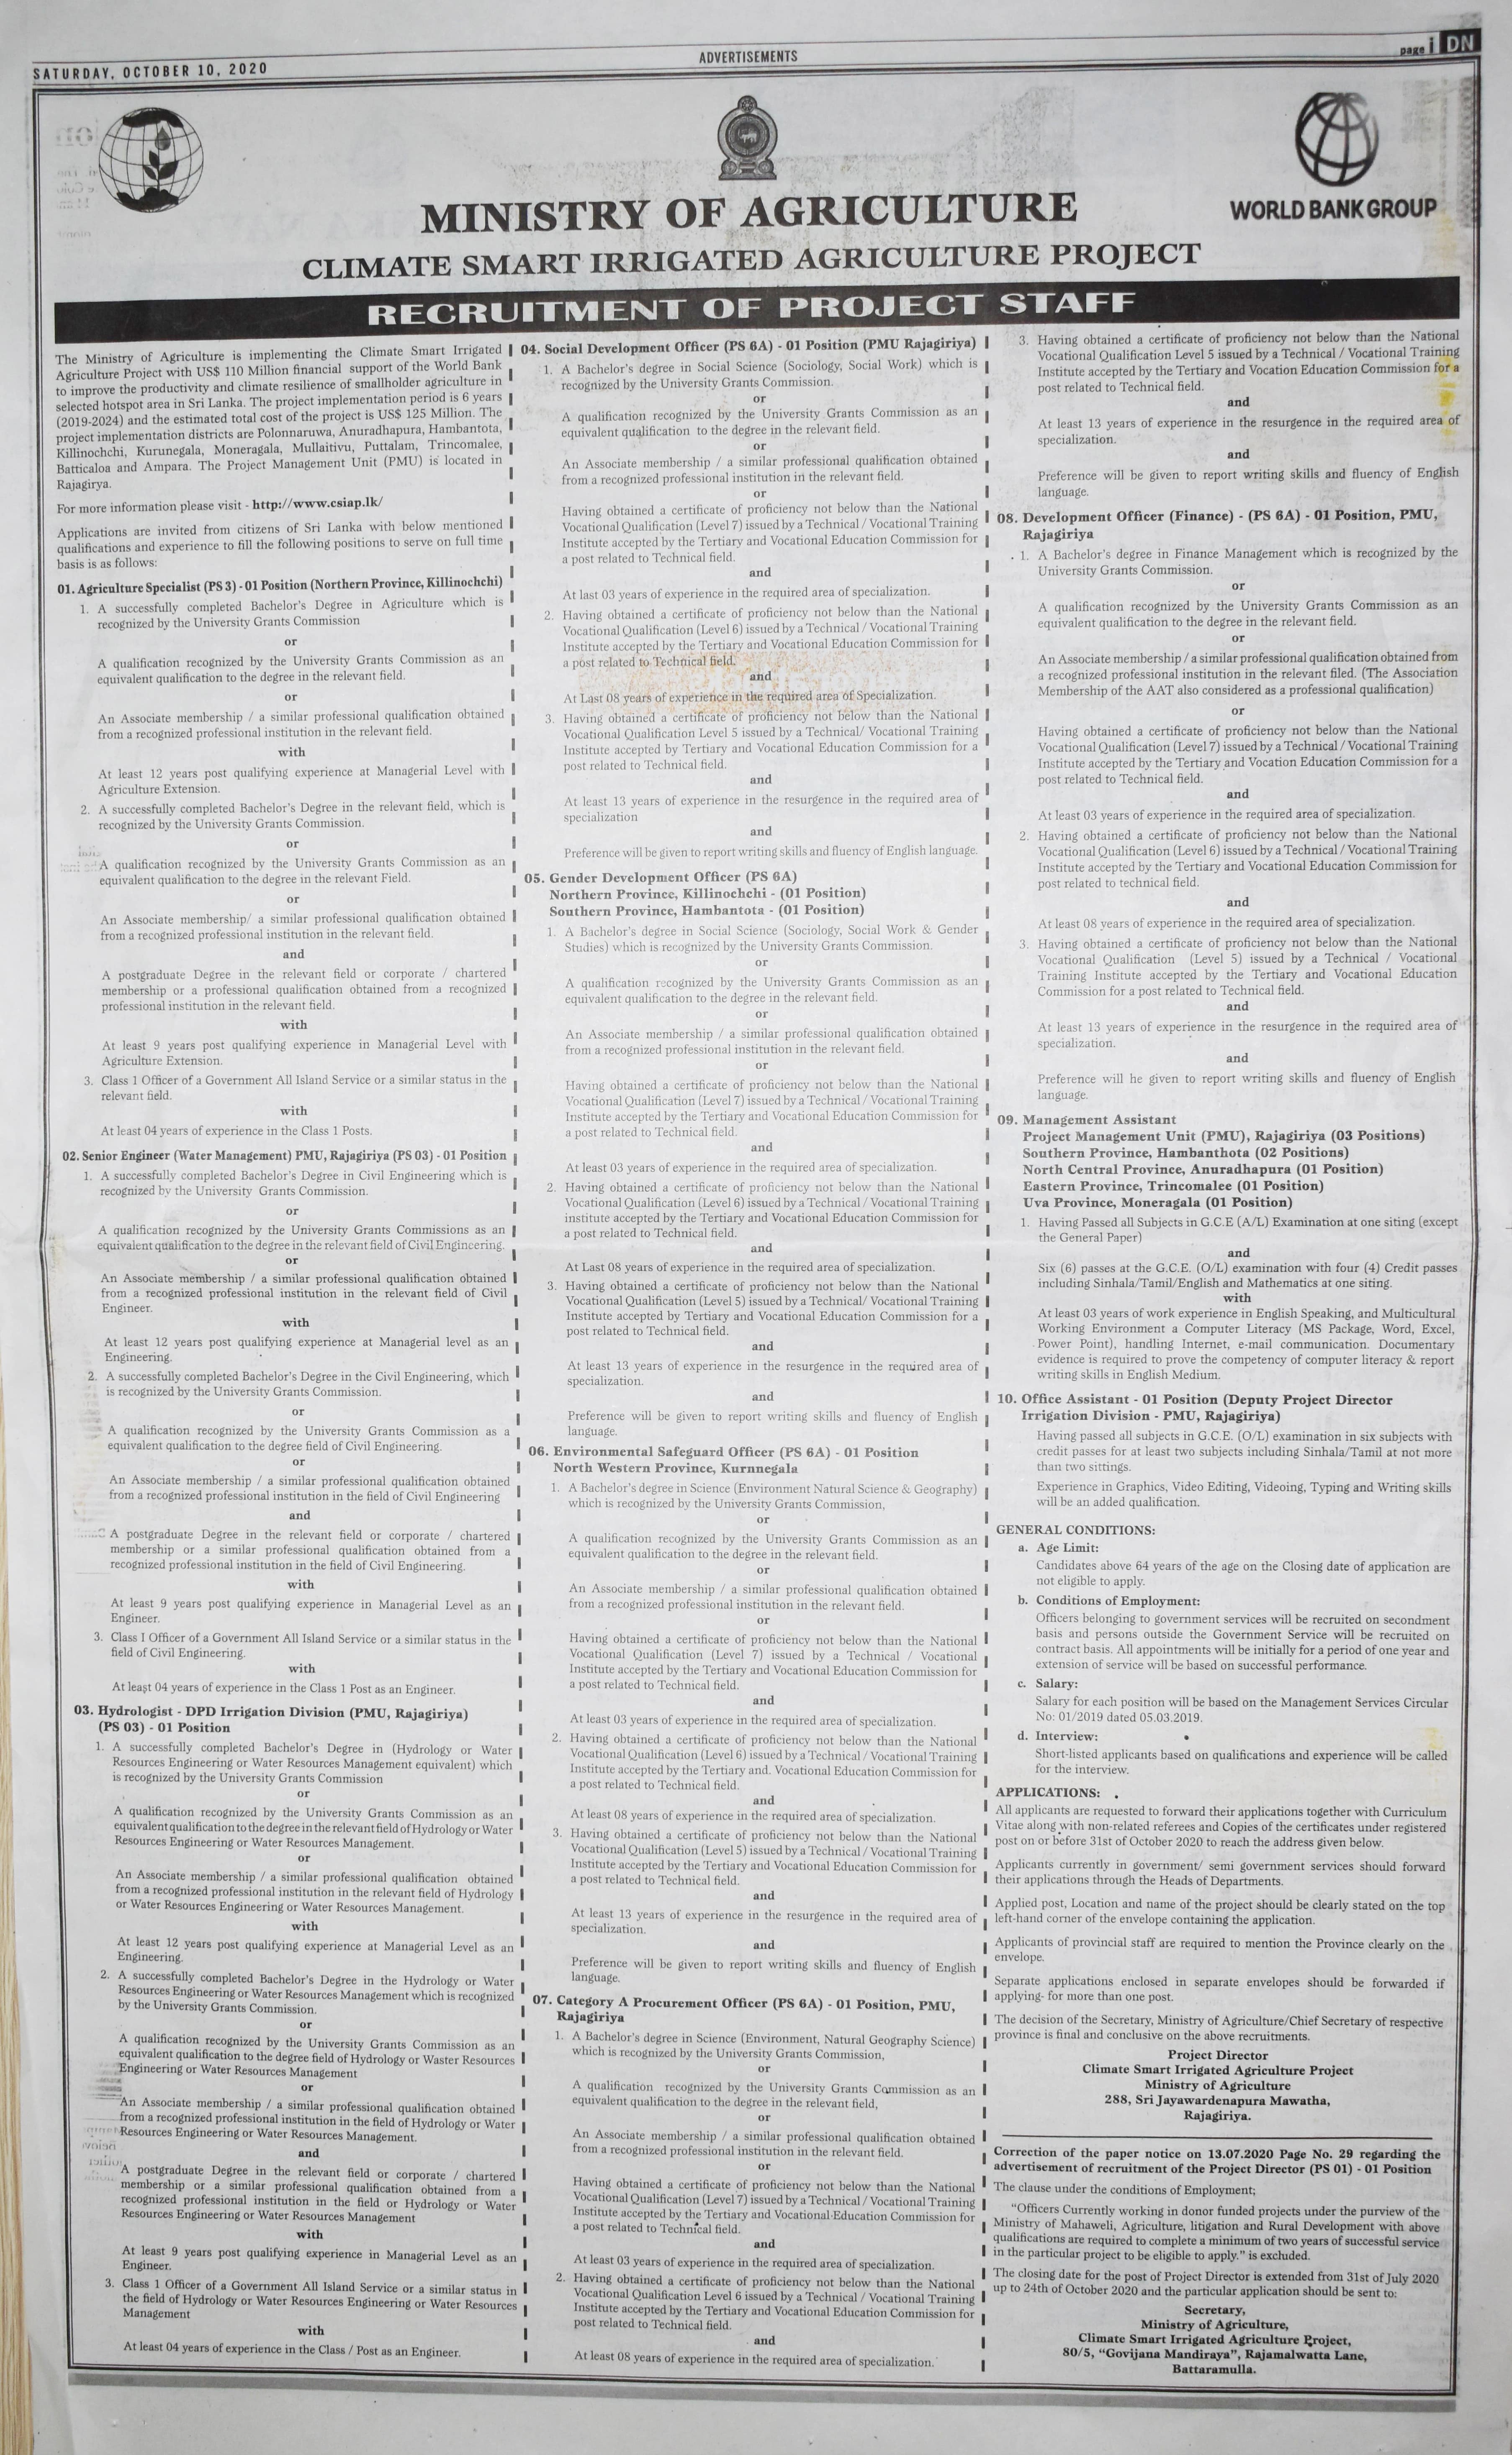 SATURDAY, OCTOBER 10, 2020
ADVERTISEMENTS
page i DN
WORLD BANK GROUP
MINISTRY OF AGRICULTURE
CLIMATE SMART IRRIGATED AGRICULTURE PROJECT
RECRUITMENT OF PROJECT STAFF
The Ministry of Agriculture is implementing the Climate Smart Irrigated
Agriculture Project with US$ 110 Million financial support of the World Bank
to improve the productivity and climate resilience of smallholder agriculture in
selected hotspot area in Sri Lanka. The project implementation period is 6 years
(2019-2024) and the estimated total cost of the project is US$ 125 Million. The
project implementation districts are Polonnaruwa, Anuradhapura, Hambantota,
Killinochchi, Kurunegala, Moneragala, Mullaitivu, Puttalam, Trincomalee,
Batticaloa and Ampara. The Project Management Unit (PMU) is located in
Rajagirya.
For more information please visit - http://www.csiap.lk/
Applications are invited from citizens of Sri Lanka with below mentioned
qualifications and experience to fill the following positions to serve on full time
basis is as follows:
01. Agriculture Specialist (PS 3) - 01 Position (Northern Province, Killinochchi)
1. A successfully completed Bachelor's Degree in Agriculture which is
recognized by the University Grants Commission
or
A qualification recognized by the University Grants Commission as an
equivalent qualification to the degree in the relevant field.
or
An Associate membership / a similar professional qualification obtained
from a recognized professional institution in the relevant field.
with
At least 12 years post qualifying experience at Managerial Level with
Agriculture Extension.
2. A successfully completed Bachelor's Degree in the relevant field, which is
recognized by the University Grants Commission.
or
A qualification recognized by the University Grants Commission as an
equivalent qualification to the degree in the relevant Field.
or
An Associate membership/ a similar professional qualification obtained
from a recognized professional institution in the relevant field.
and
A postgraduate Degree in the relevant field or corporate / chartered
membership or a professional qualification obtained from a recognized
professional institution in the relevant field.
with
At least 9 years post qualifying experience in Managerial Level with
Agriculture Extension.
3. Class 1 Officer of a Government All Island Service or a similar status in the
relevant field.
with
At least 04 years of experience in the Class 1 Posts.
02. Senior Engineer (Water Management) PMU, Rajagiriya (PS 03) - 01 Position
1. A successfully completed Bachelor's Degree in Civil Engineering which is
recognized by the University Grants Commission.
or
A qualification recognized by the University Grants Commissions as an
equivalent qualification to the degree in the relevant field of Civil Engineering.
or
An Associate membership / a similar professional qualification obtained
from a recognized professional institution in the relevant field of Civil
Engineer.
with
At least 12 years post qualifying experience at Managerial level as an
Engineering.
2. A successfully completed Bachelor's Degree in the Civil Engineering, which
is recognized by the University Grants Commission.
or
A qualification recognized by the University Grants Commission as a
equivalent qualification to the degree field of Civil Engineering.
or
An Associate membership / a similar professional qualification obtained
from a recognized professional institution in the field of Civil Engineering
and
A postgraduate Degree in the relevant field or corporate / chartered
membership or a similar professional qualification obtained from a
recognized professional institution in the field of Civil Engineering.
with
At least 9 years post qualifying experience in Managerial Level as an
Engineer.
3. Class I Officer of a Government All Island Service or a similar status in the
field of Civil Engineering.
with
At least 04 years of experience in the Class 1 Post as an Engineer.
03. Hydrologist - DPD Irrigation Division (PMU, Rajagiriya)
(PS 03) - 01 Position
1. A successfully completed Bachelor's Degree in (Hydrology or Water
Resources Engineering or Water Resources Management equivalent) which
is recognized by the University Grants Commission
or
A qualification recognized by the University Grants Commission as an
equivalent qualification to the degree in the relevant field of Hydrology or Water
Resources Engineering or Water Resources Management.
or
An Associate membership / a similar professional qualification obtained
from a recognized professional institution in the relevant field of Hydrology
or Water Resources Engineering or Water Resources Management.
with
At least 12 years post qualifying experience at Managerial Level as an
Engineering.
2. A successfully completed Bachelor's Degree in the Hydrology or Water
Resources Engineering or Water Resources Management which is recognized
by the University Grants Commission.
or
A qualification recognized by the University Grants Commission as an
equivalent qualification to the degree field of Hydrology or Waster Resources
Engineering or Water Resources Management
or
An Associate membership / a similar professional qualification obtained
from a recognized professional institution in the field of Hydrology or Water
Resources Engineering or Water Resources Management.
and
A postgraduate Degree in the relevant field or corporate / chartered
membership or a similar professional qualification obtained from a
recognized professional institution in the field or Hydrology or Water
Resources Engineering or Water Resources Management
with
At least 9 years post qualifying experience in Managerial Level as an
Engineer.
3. Class 1 Officer of a Government All Island Service or a similar status in
the field of Hydrology or Water Resources Engineering or Water Resources
Management
with
At least 04 years of experience in the Class / Post as an Engineer.
04. Social Development Officer (PS 6A) - 01 Position (PMU Rajagiriya)
1. A Bachelor's degree in Social Science (Sociology, Social Work) which is
recognized by the University Grants Commission.
or
A qualification recognized by the University Grants Commission as an
equivalent qualification to the degree in the relevant field.
or
An Associate membership / a similar professional qualification obtained
from a recognized professional institution in the relevant field.
or
Having obtained a certificate of proficiency not below than the National
Vocational Qualification (Level 7) issued by a Technical / Vocational Training
Institute accepted by the Tertiary and Vocational Education Commission for
a post related to Technical field.
and
At last 03 years of experience in the required area of specialization.
2. Having obtained a certificate of proficiency not below than the National
Vocational Qualification (Level 6) issued by a Technical / Vocational Training
Institute accepted by the Tertiary and Vocational Education Commission for
a post related to Technical field.
and
At Last 08 years of experience in the required area of Specialization.
3. Having obtained a certificate of proficiency not below than the National
Vocational Qualification Level 5 issued by a Technical/ Vocational Training
Institute accepted by Tertiary and Vocational Education Commission for a
post related to Technical field.
and
At least 13 years of experience in the resurgence in the required area of
specialization
and
Preference will be given to report writing skills and fluency of English language.
05. Gender Development Officer (PS 6A)
Northern Province, Killinochchi - (01 Position)
Southern Province, Hambantota - (01 Position)
1. A Bachelor's degree in Social Science (Sociology, Social Work & Gender
Studies) which is recognized by the University Grants Commission.
or
A qualification recognized by the University Grants Commission as an
equivalent qualification to the degree in the relevant field.
or
An Associate membership / a similar professional qualification obtained
from a recognized professional institution in the relevant field.
or
Having obtained a certificate of proficiency not below than the National
Vocational Qualification (Level 7) issued by a Technical / Vocational Training
Institute accepted by the Tertiary and Vocational Education Commission for
a post related to Technical field.
and
At least 03 years of experience in the required area of specialization.
2. Having obtained a certificate of proficiency not below than the National
Vocational Qualification (Level 6) issued by a Technical / Vocational Training
institute accepted by the Tertiary and Vocational Education Commission for
a post related to Technical field.
and
At Last 08 years of experience in the required area of specialization.
3. Having obtained a certificate of proficiency not below than the National
Vocational Qualification (Level 5) issued by a Technical/ Vocational Training
Institute accepted by Tertiary and Vocational Education Commission for a
post related to Technical field.
and
At least 13 years of experience in the resurgence in the required area of
specialization.
and
Preference will be given to report writing skills and fluency of English
language.
06. Environmental Safeguard Officer (PS 6A) - 01 Position
North Western Province, Kurnnegala
1. A Bachelor's degree in Science (Environment Natural Science & Geography)
which is recognized by the University Grants Commission,
or
A qualification recognized by the University Grants Commission as an
equivalent qualification to the degree in the relevant field.
or
An Associate membership / a similar professional qualification obtained
from a recognized professional institution in the relevant field.
or
Having obtained a certificate of proficiency not below than the National
Vocational Qualification (Level 7) issued by a Technical / Vocational
Institute accepted by the Tertiary and Vocational Education Commission for
a post related to Technical field.
and
At least 03 years of experience in the required area of specialization.
2. Having obtained a certificate of proficiency not below than the National
Vocational Qualification (Level 6) issued by a Technical / Vocational Training
Institute accepted by the Tertiary and. Vocational Education Commission for
a post related to Technical field.
and
At least 08 years of experience in the required area of specialization.
3. Having obtained a certificate of proficiency not below than the National
Vocational Qualification (Level 5) issued by a Technical / Vocational Training
Institute accepted by the Tertiary and Vocational Education Commission for
a post related to Technical field.
and
At least 13 years of experience in the resurgence in the required area of
specialization.
and
Preference will be given to report writing skills and fluency of English
language.
07. Category A Procurement Officer (PS 6A) - 01 Position, PMU,
Rajagiriya
1. A Bachelor's degree in Science (Environment, Natural Geography Science)
which is recognized by the University Grants Commission,
or
A qualification recognized by the University Grants Commission as an
equivalent qualification to the degree in the relevant field,
or
An Associate membership / a similar professional qualification obtained
from a recognized professional institution in the relevant field.
or
Having obtained a certificate of proficiency not below than the National
Vocational Qualification (Level 7) issued by a Technical / Vocational Training
Institute accepted by the Tertiary and Vocational Education Commission for
a post related to Technical field.
and
At least 03 years of experience in the required area of specialization.
2. Having obtained a certificate of proficiency not below than the National
Vocational Qualification Level 6 issued by a Technical / Vocational Training
Institute accepted by the Tertiary and Vocational Education Commission for
post related to Technical field.
and
At least 08 years of experience in the required area of specialization.
3. Having obtained a certificate of proficiency not below than the National
Vocational Qualification Level 5 issued by a Technical / Vocational Training
Institute accepted by the Tertiary and Vocation Education Commission for a
post related to Technical field.
and
At least 13 years of experience in the resurgence in the required area of
specialization.
and
Preference will be given to report writing skills and fluency of English
language.
08. Development Officer (Finance) - (PS 6A) - 01 Position, PMU,
Rajagiriya
1. A Bachelor's degree in Finance Management which is recognized by the
University Grants Commission.
or
A qualification recognized by the University Grants Commission as an
equivalent qualification to the degree in the relevant field.
or
An Associate membership / a similar professional qualification obtained from
a recognized professional institution in the relevant filed. (The Association
Membership of the AAT also considered as a professional qualification)
or
Having obtained a certificate of proficiency not below than the National
Vocational Qualification (Level 7) issued by a Technical / Vocational Training
Institute accepted by the Tertiary and Vocation Education Commission for a
post related to Technical field.
and
At least 03 years of experience in the required area of specialization.
2. Having obtained a certificate of proficiency not below than the National
Vocational Qualification (Level 6) issued by a Technical / Vocational Training
Institute accepted by the Tertiary and Vocational Education Commission for
post related to technical field.
and
At least 08 years of experience in the required area of specialization.
3. Having obtained a certificate of proficiency not below than the National
Vocational Qualification (Level 5) issued by a Technical / Vocational
Training Institute accepted by the Tertiary and Vocational Education
Commission for a post related to Technical field.
and
At least 13 years of experience in the resurgence in the required area of
specialization.
and
Preference will he given to report writing skills and fluency of English
language.
09. Management Assistant
Project Management Unit (PMU), Rajagiriya (03 Positions)
Southern Province, Hambanthota (02 Positions)
North Central Province, Anuradhapura (01 Position)
Eastern Province, Trincomalee (01 Position)
Uva Province, Moneragala (01 Position)
1. Having Passed all Subjects in G.C.E (A/L) Examination at one siting (except
the General Paper)
and
Six (6) passes at the G.C.E. (O/L) examination with four (4) Credit passes
including Sinhala/Tamil/English and Mathematics at one siting.
with
At least 03 years of work experience in English Speaking, and Multicultural
Working Environment a Computer Literacy (MS Package, Word, Excel,
Power Point), handling Internet, e-mail communication. Documentary
evidence is required to prove the competency of computer literacy & report
writing skills in English Medium.
10. Office Assistant - 01 Position (Deputy Project Director
Irrigation Division - PMU, Rajagiriya)
Having passed all subjects in G.C.E. (O/L) examination in six subjects with
credit passes for at least two subjects including Sinhala/Tamil at not more
than two sittings.
Experience in Graphics, Video Editing, Videoing, Typing and Writing skills
will be an added qualification.
GENERAL CONDITIONS:
a. Age Limit:
Candidates above 64 years of the age on the Closing date of application are
not eligible to apply.
b. Conditions of Employment:
Officers belonging to government services will be recruited on secondment
basis and persons outside the Government Service will be recruited on
contract basis. All appointments will be initially for a period of one year and
extension of service will be based on successful performance.
c. Salary:
Salary for each position will be based on the Management Services Circular
No: 01/2019 dated 05.03.2019.
d. Interview:
Short-listed applicants based on qualifications and experience will be called
for the interview.
APPLICATIONS:
All applicants are requested to forward their applications together with Curriculum
Vitae along with non-related referees and Copies of the certificates under registered
post on or before 31st of October 2020 to reach the address given below.
Applicants currently in government/ semi government services should forward
their applications through the Heads of Departments.
Applied post, Location and name of the project should be clearly stated on the top
left-hand corner of the envelope containing the application.
Applicants of provincial staff are required to mention the Province clearly on the
envelope.
Separate applications enclosed in separate envelopes should be forwarded if
applying- for more than one post.
The decision of the Secretary, Ministry of Agriculture/Chief Secretary of respective
province is final and conclusive on the above recruitments.
Project Director
Climate Smart Irrigated Agriculture Project
Ministry of Agriculture
288, Sri Jayawardenapura Mawatha,
Rajagiriya.
Correction of the paper notice on 13.07.2020 Page No. 29 regarding the
advertisement of recruitment of the Project Director (PS 01) - 01 Position
The clause under the conditions of Employment;
"Officers Currently working in donor funded projects under the purview of the
Ministry of Mahaweli, Agriculture, litigation and Rural Development with above
qualifications are required to complete a minimum of two years of successful service
in the particular project to be eligible to apply." is excluded.
The closing date for the post of Project Director is extended from 31st of July 2020
up to 24th of October 2020 and the particular application should be sent to:
Secretary,
Ministry of Agriculture,
Climate Smart Irrigated Agriculture Project,
80/5, "Govijana Mandiraya", Rajamalwatta Lane,
Battaramulla.